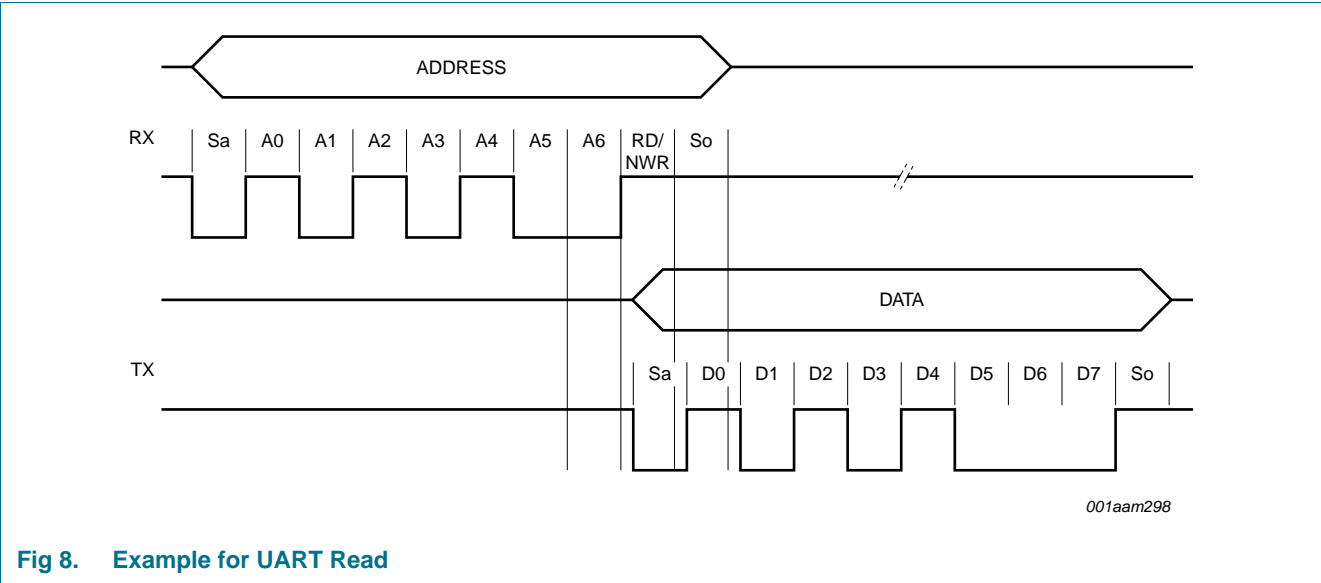 ADDRESS
RX Sa A0 A1 A2 A3 A4 A5 A6 RD/ So
NWR
DATA
TX Sa D0 D1 D2 D3 D4 D5 D6 D7 So
001aam298
Fig 8. Example for UART Read